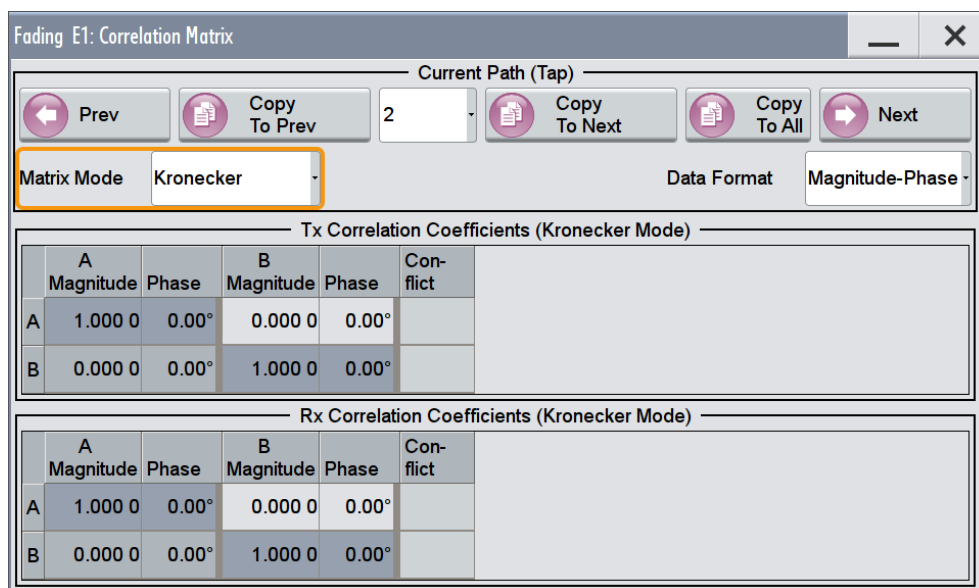 Fading E1: Correlation Matrix
Current Path (Tap)
Prev
Copy
To Prev
2
Copy
To Next
Copy
To All
Next
Matrix Mode Kronecker Data Format Magnitude-Phase
Tx Correlation Coefficients (Kronecker Mode)
A B Con-
Magnitude Phase Magnitude Phase flict
A 1.000 0 0.00° 0.000 0 0.00°
B 0.000 0 0.00° 1.000 0 0.00°
Rx Correlation Coefficients (Kronecker Mode)
A B Con-
Magnitude Phase Magnitude Phase flict
A 1.000 0 0.00° 0.000 0 0.00°
B 0.000 0 0.00° 1.000 0 0.00°